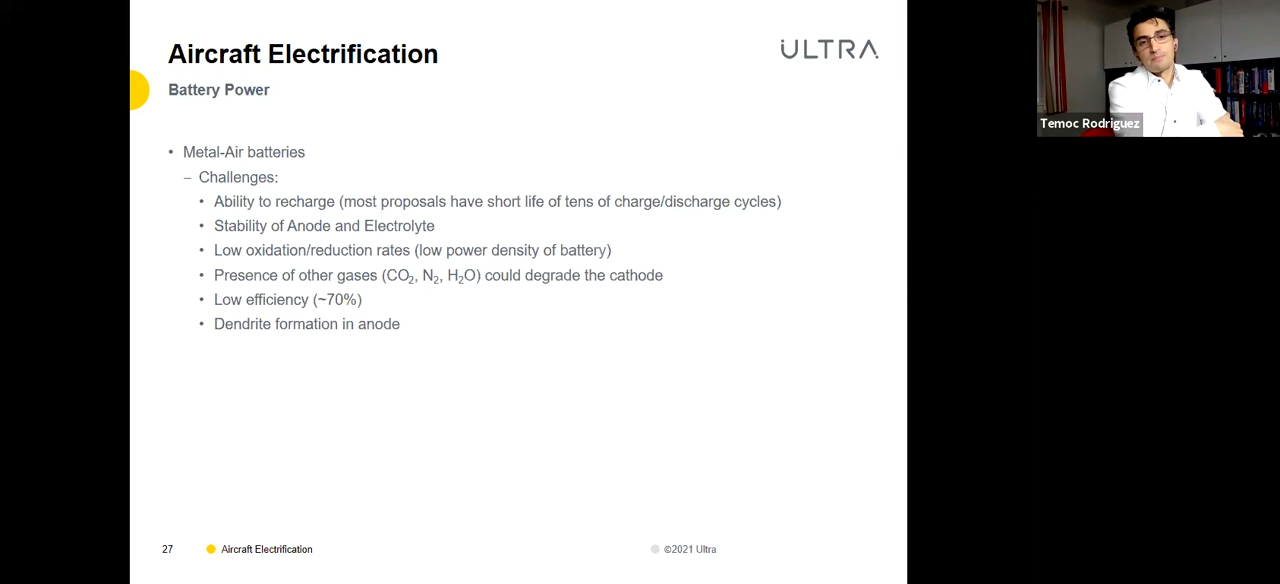 Aircraft Electrification
ULTRA
Battery Power
Temoc Rodriguez
• Metal-Air batteries
– Challenges:
• Ability to recharge (most proposals have short life of tens of charge/discharge cycles)
• Stability of Anode and Electrolyte
• Low oxidation/reduction rates (low power density of battery)
• Presence of other gases (CO₂, N₂, H₂O) could degrade the cathode
• Low efficiency (~70%)
• Dendrite formation in anode
27 Aircraft Electrification ©2021 Ultra